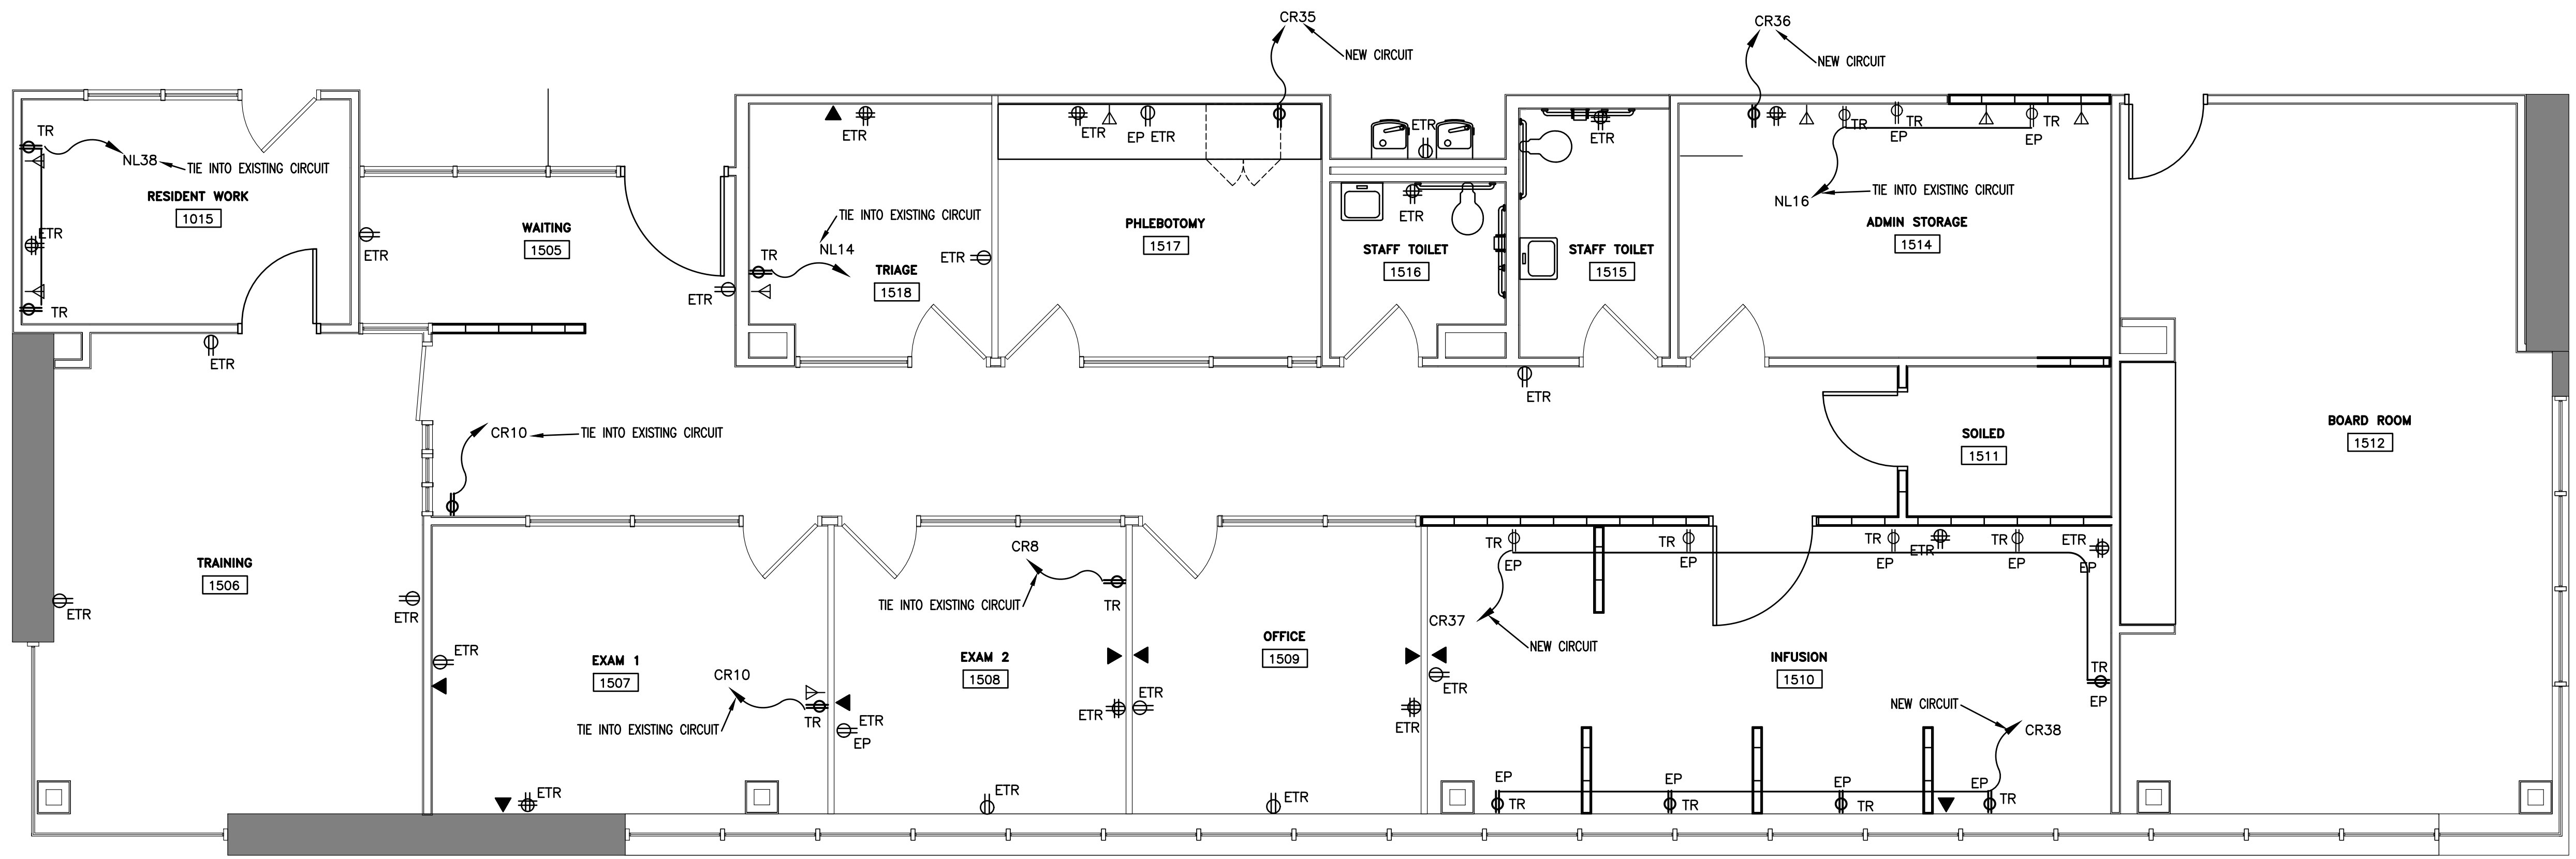 CR35
NEW CIRCUIT
CR36
NEW CIRCUIT
TR
NL38
TIE INTO EXISTING CIRCUIT
RESIDENT WORK
1015
ETR
TR
ETR
WAITING
1505
ETR
ETR
ETR
TIE INTO EXISTING CIRCUIT
NL14
TR
TRIAGE
1518
ETR
ETR
EP
ETR
PHLEBOTOMY
1517
ETR
ETR
STAFF TOILET
1516
ETR
STAFF TOILET
1515
TR
TR
EP
TR
EP
NL16
TIE INTO EXISTING CIRCUIT
ADMIN STORAGE
1514
ETR
ETR
CR10
TIE INTO EXISTING CIRCUIT
SOILED
1511
BOARD ROOM
1512
TRAINING
1506
ETR
ETR
ETR
EXAM 1
1507
CR10
TIE INTO EXISTING CIRCUIT
TR
ETR
CR8
TIE INTO EXISTING CIRCUIT
TR
EXAM 2
1508
ETR
EP
ETR
ETR
OFFICE
1509
ETR
ETR
ETR
TR
EP
TR
EP
TR
EP
ETR
TR
EP
ETR
EP
CR37
NEW CIRCUIT
ETR
INFUSION
1510
TR
EP
NEW CIRCUIT
CR38
EP
TR
EP
TR
EP
TR
EP
TR